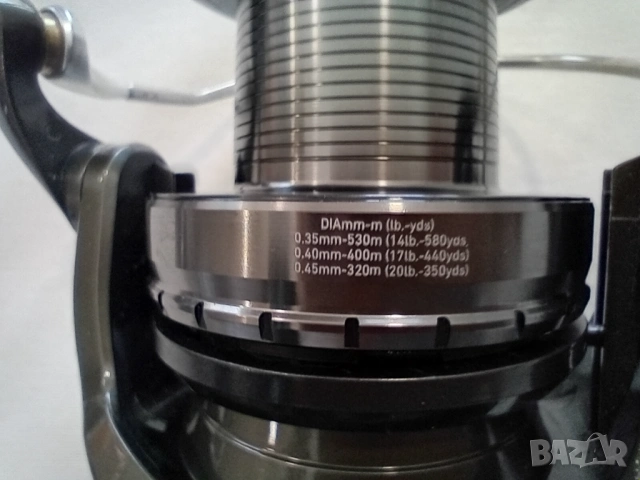 DIAmm-m (lb.-yds)
0.35mm-530m (14lb.-580yds
0.40mm-400m (17lb.-440yds)
0.45mm-320m (20lb.-350yds)
BAZAR